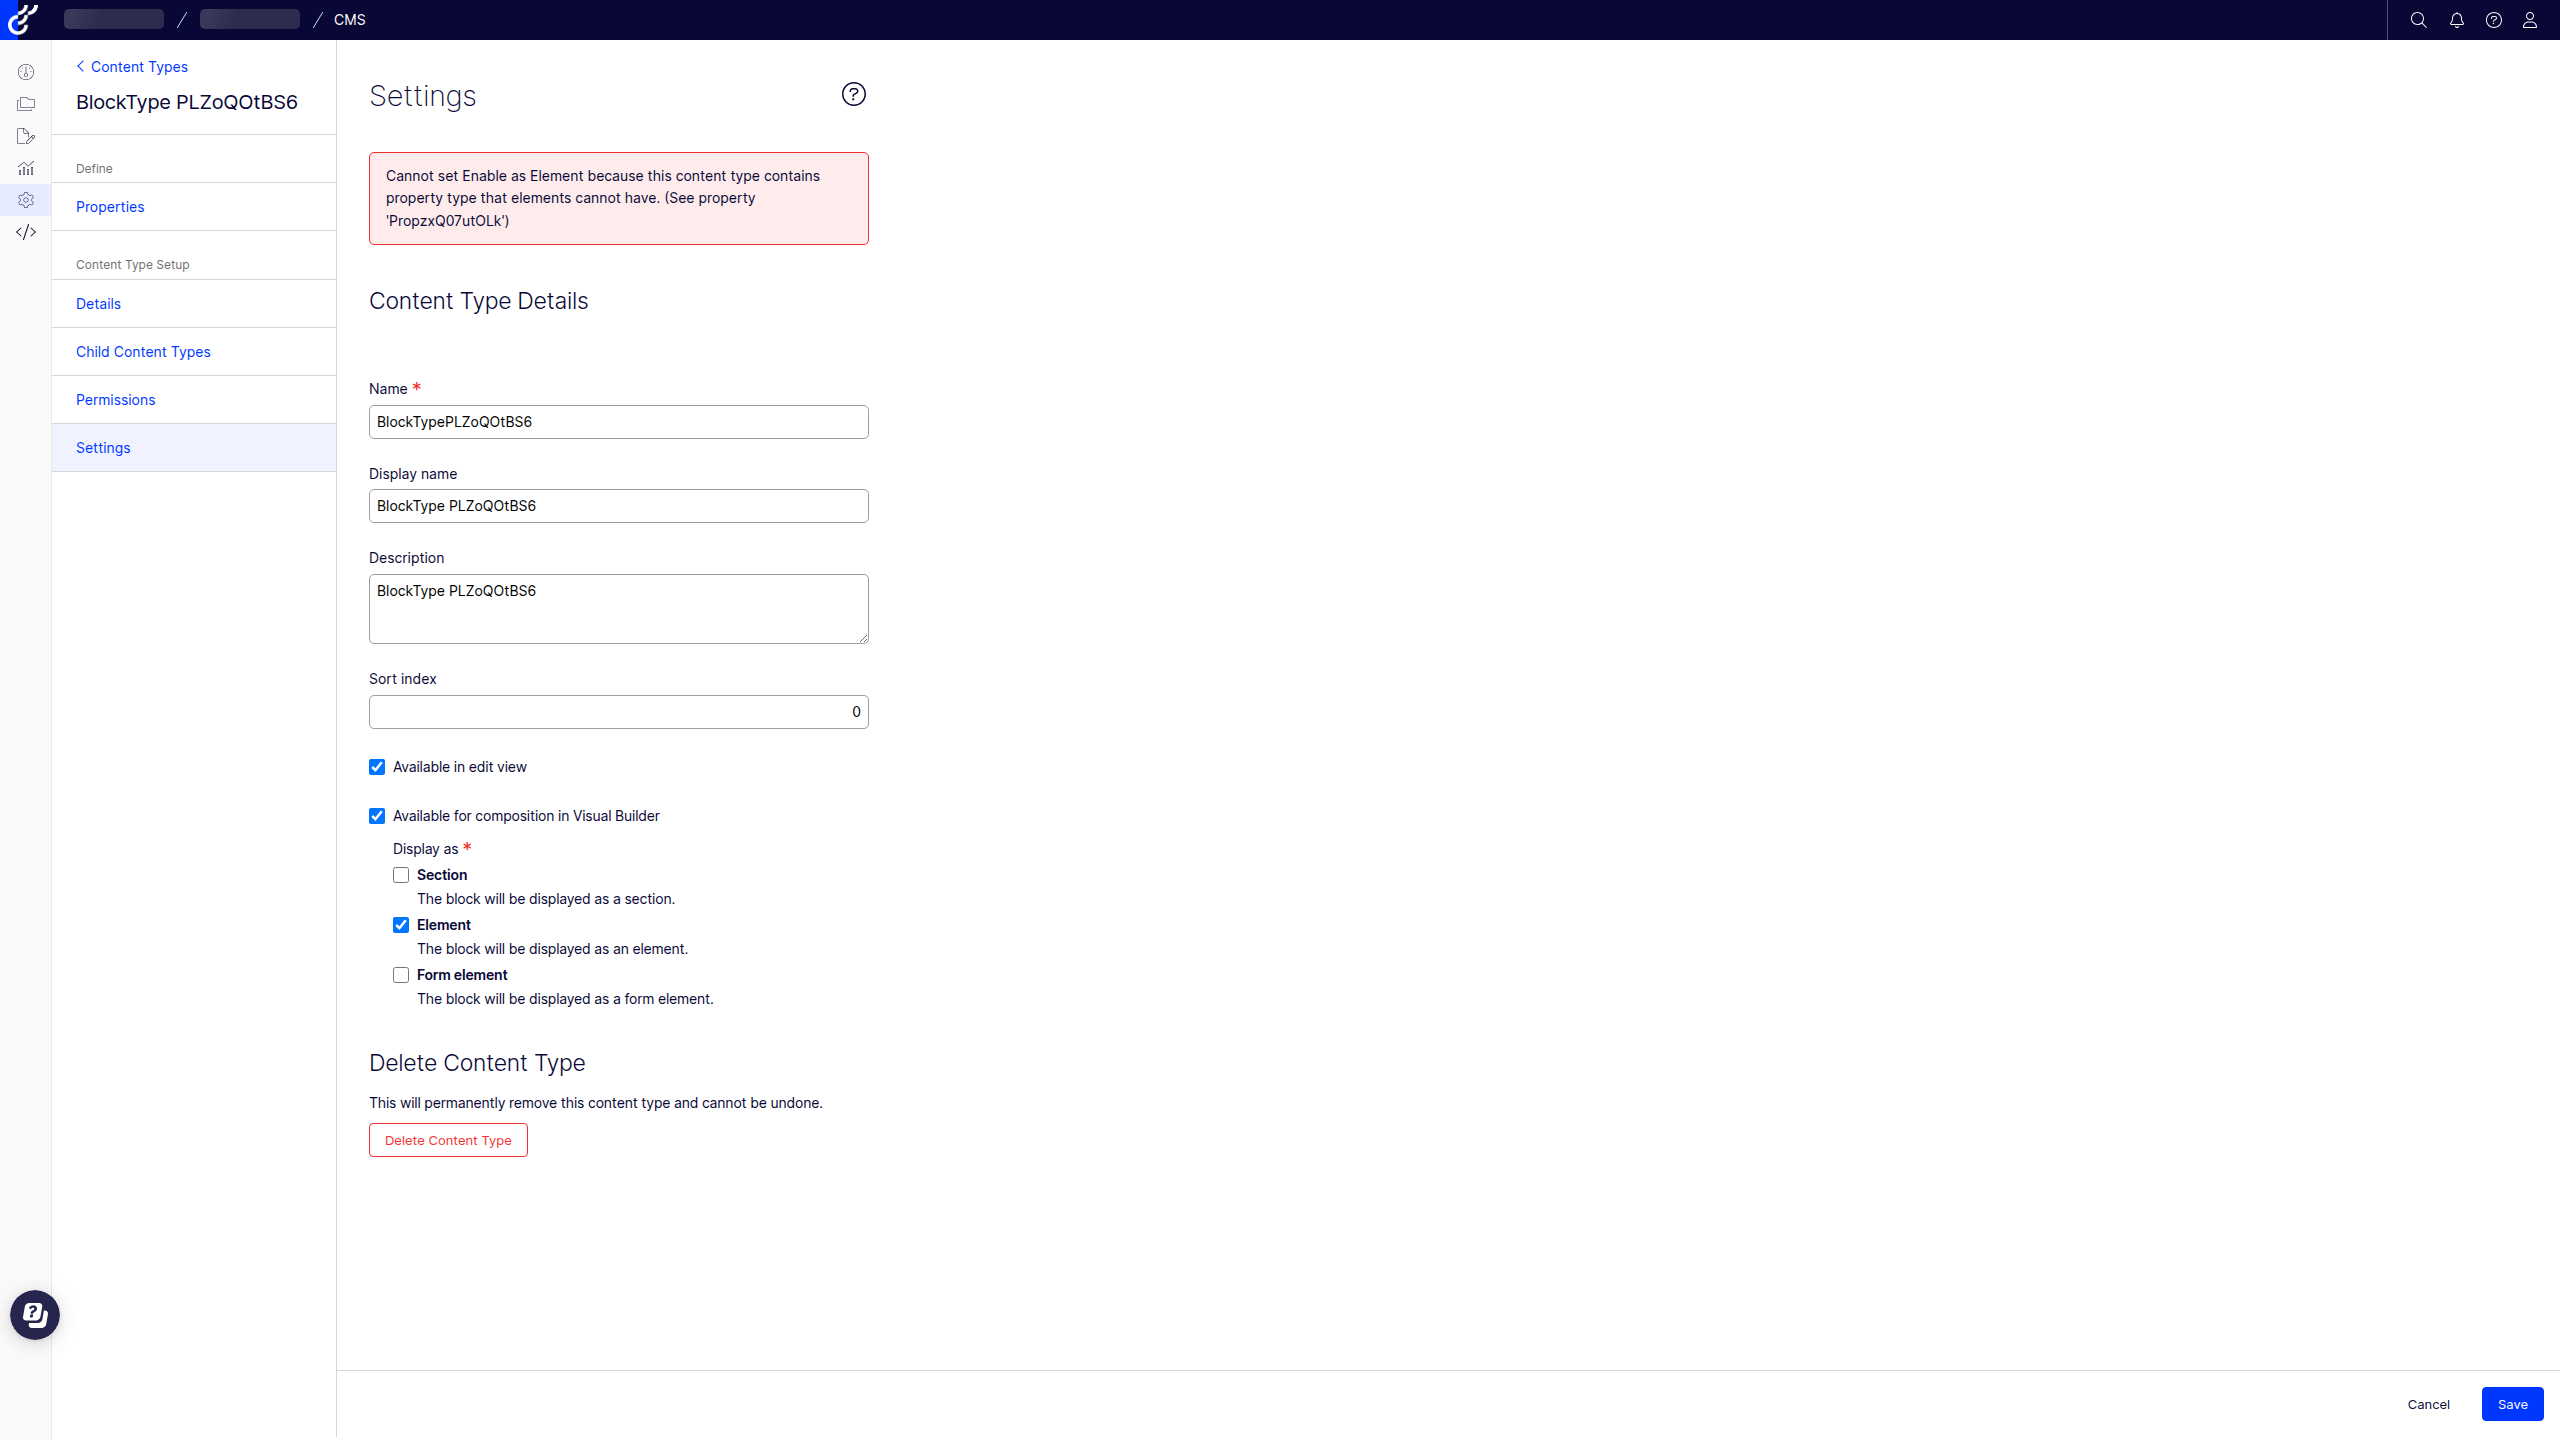 CMS
Content Types
BlockType PLZoQOtBS6
Define
Properties
Content Type Setup
Details
Child Content Types
Permissions
Settings
Settings
Cannot set Enable as Element because this content type contains
property type that elements cannot have. (See property
'PropzxQ07utOLk')
Content Type Details
Name *
BlockTypePLZoQOtBS6
Display name
BlockType PLZoQOtBS6
Description
BlockType PLZoQOtBS6
Sort index
0
Available in edit view
Available for composition in Visual Builder
Display as *
Section
The block will be displayed as a section.
Element
The block will be displayed as an element.
Form element
The block will be displayed as a form element.
Delete Content Type
This will permanently remove this content type and cannot be undone.
Delete Content Type
Cancel
Save